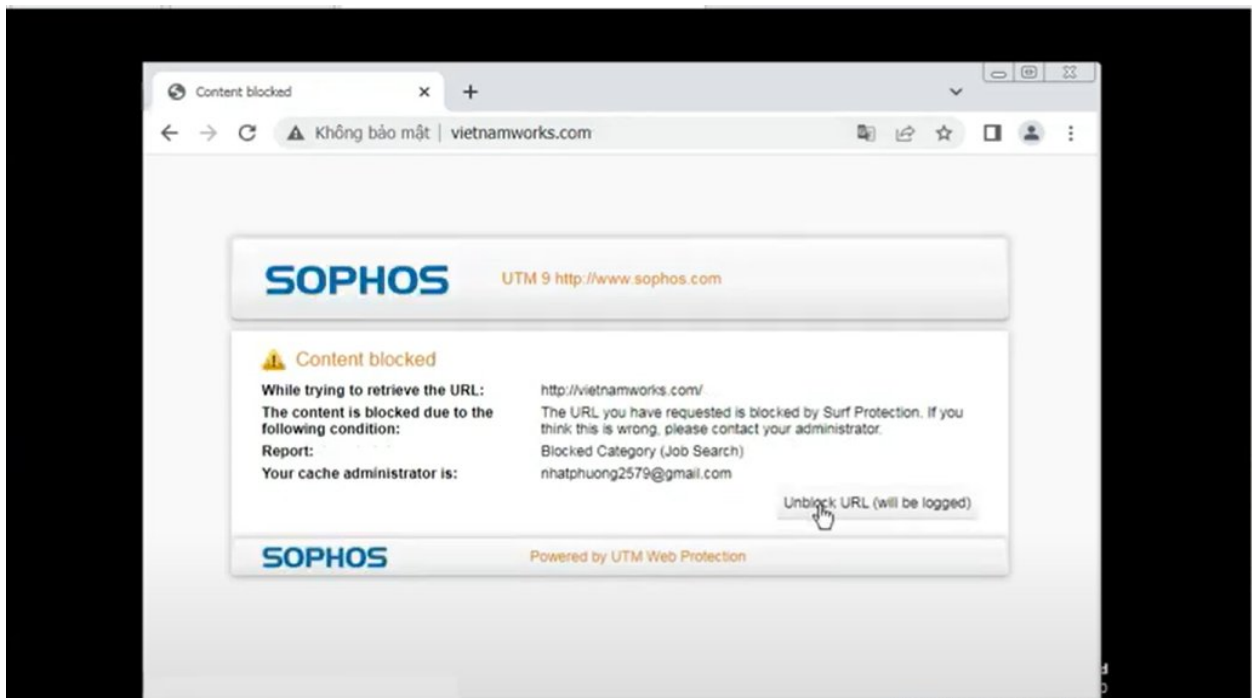 Content blocked
Không bảo mật | vietnamworks.com
SOPHOS
UTM 9 http://www.sophos.com
Content blocked
While trying to retrieve the URL: http://vietnamworks.com/
The content is blocked due to the following condition: The URL you have requested is blocked by Surf Protection. If you
think this is wrong, please contact your administrator.
Report: Blocked Category (Job Search)
Your cache administrator is: nhatphuong2579@gmail.com
Unblock URL (will be logged)
SOPHOS
Powered by UTM Web Protection